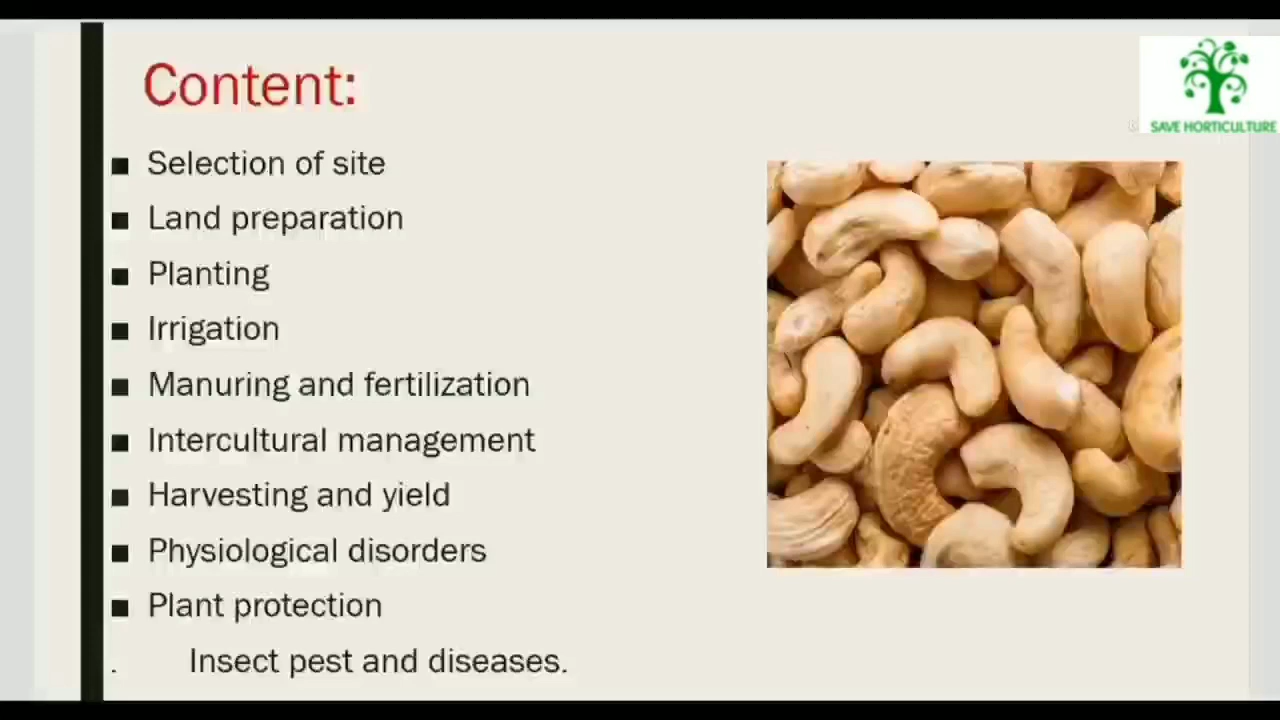 Content:
SAVE HORTICULTURE
■ Selection of site
■ Land preparation
■ Planting
■ Irrigation
■ Manuring and fertilization
■ Intercultural management
■ Harvesting and yield
■ Physiological disorders
■ Plant protection
. Insect pest and diseases.